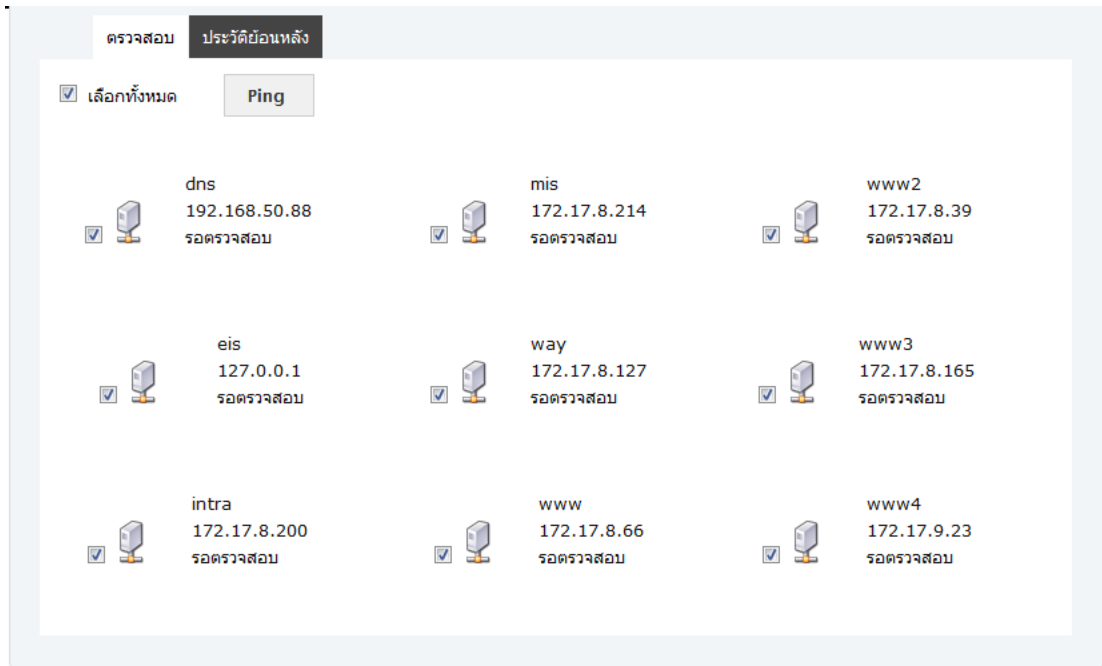 ตรวจสอบ ประวัติย้อนหลัง
เลือกทั้งหมด Ping
dns
192.168.50.88
รอตรวจสอบ
mis
172.17.8.214
รอตรวจสอบ
www2
172.17.8.39
รอตรวจสอบ
eis
127.0.0.1
รอตรวจสอบ
way
172.17.8.127
รอตรวจสอบ
www3
172.17.8.165
รอตรวจสอบ
intra
172.17.8.200
รอตรวจสอบ
www
172.17.8.66
รอตรวจสอบ
www4
172.17.9.23
รอตรวจสอบ